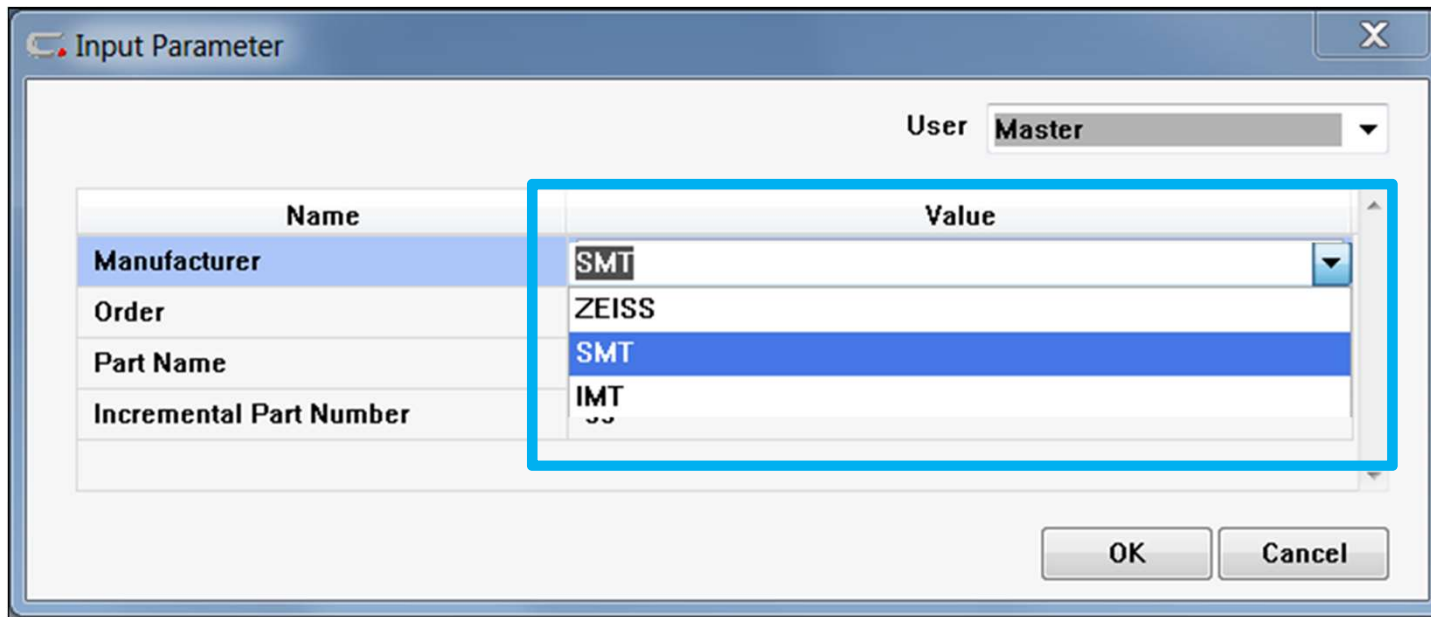 Input Parameter
User Master
Name Value
Manufacturer SMT
Order ZEISS
Part Name SMT
Incremental Part Number IMT
OK Cancel